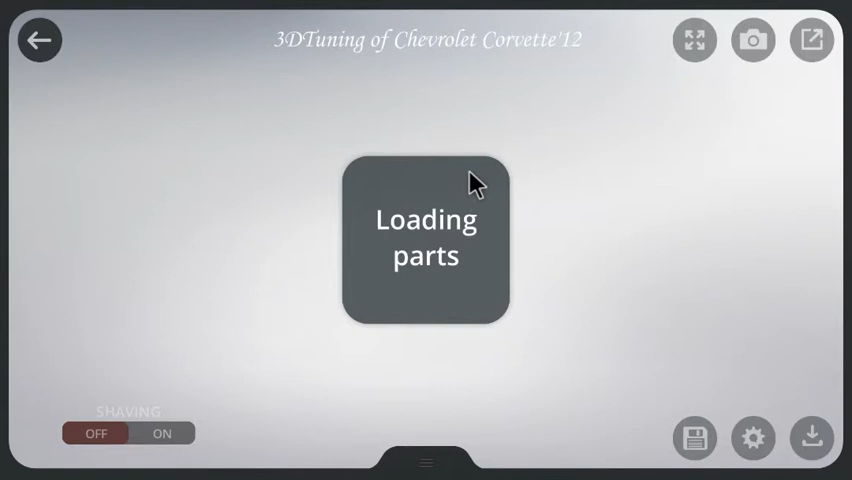 3DTuning of Chevrolet Corvette'12
Loading
parts
SHAVING
OFF ON